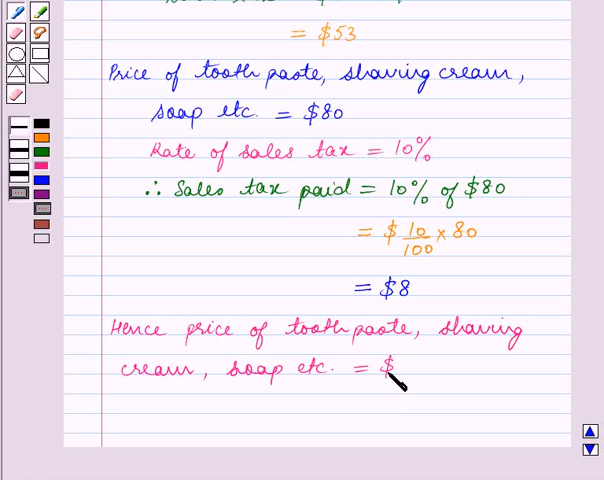 = $53
Price of tooth paste, shaving cream,
soap etc. = $80
Rate of sales tax = 10%
∴ Sales tax paid = 10% of $80
= $ 10/100 × 80
= $8
Hence price of tooth paste, shaving
cream, soap etc. = $